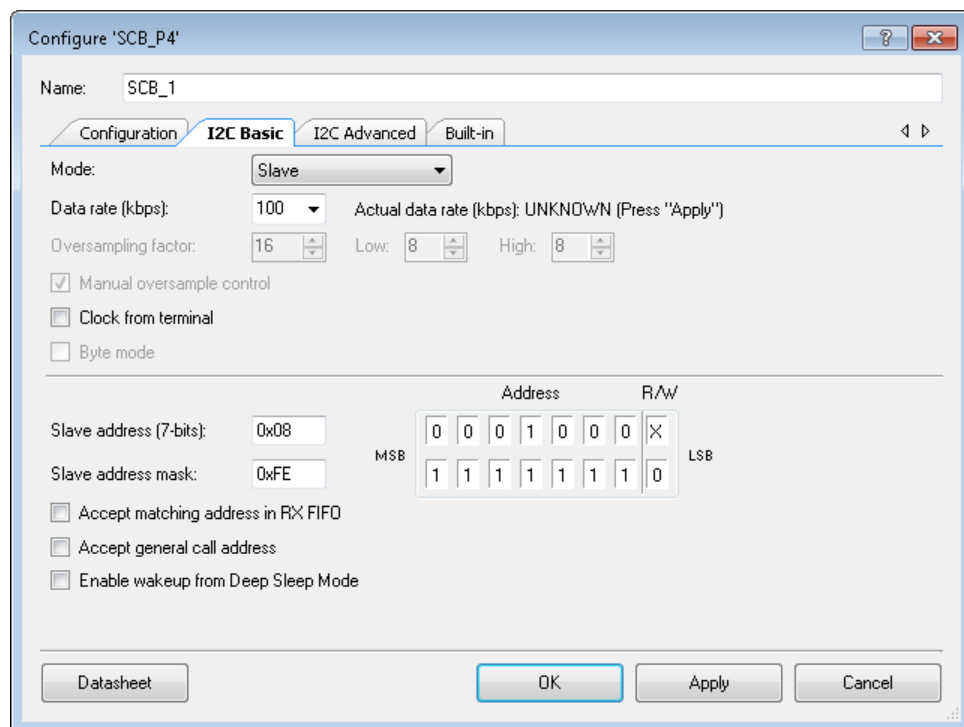 Configure 'SCB_P4'
Name: SCB_1
Configuration I2C Basic I2C Advanced Built-in
Mode: Slave
Data rate (kbps): 100 Actual data rate (kbps): UNKNOWN (Press "Apply")
Oversampling factor: 16 Low: 8 High: 8
Manual oversample control
Clock from terminal
Byte mode
Address R/W
Slave address (7-bits): 0x08 0 0 0 1 0 0 0 X
MSB LSB
Slave address mask: 0xFE 1 1 1 1 1 1 1 0
Accept matching address in RX FIFO
Accept general call address
Enable wakeup from Deep Sleep Mode
Datasheet OK Apply Cancel